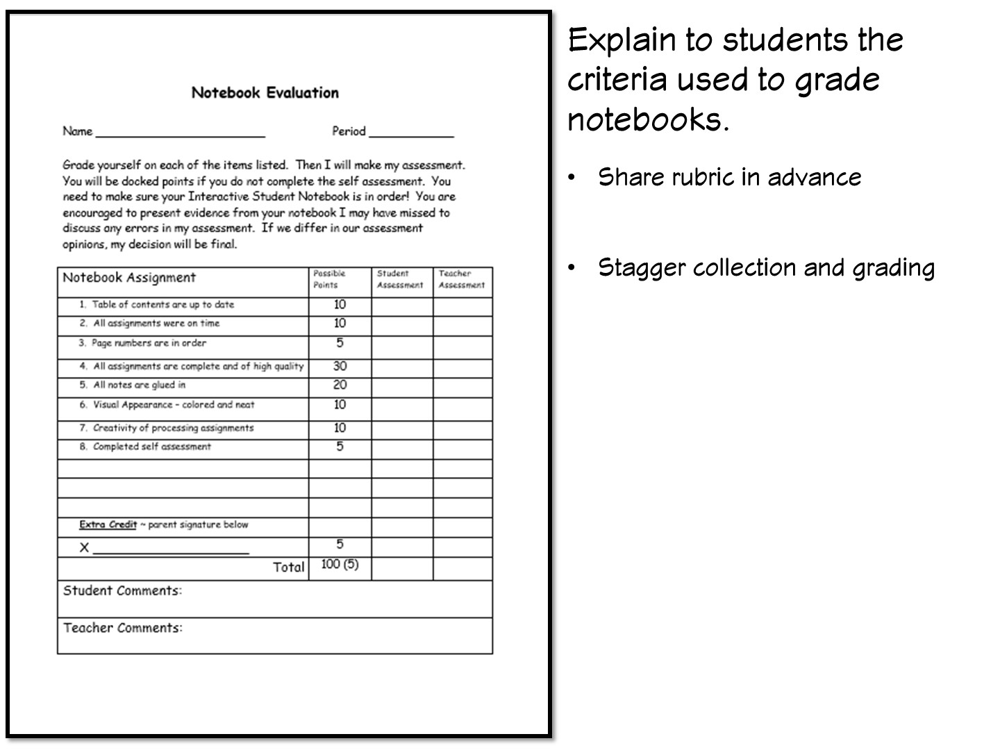 Notebook Evaluation
Name ____________________ Period __________
Grade yourself on each of the items listed. Then I will make my assessment.
You will be docked points if you do not complete the self assessment. You
need to make sure your Interactive Student Notebook is in order! You are
encouraged to present evidence from your notebook I may have missed to
discuss any errors in my assessment. If we differ in our assessment
opinions, my decision will be final.
Notebook Assignment Possible Points Student Assessment Teacher Assessment
1. Table of contents are up to date 10
2. All assignments were on time 10
3. Page numbers are in order 5
4. All assignments are complete and of high quality 30
5. All notes are glued in 20
6. Visual Appearance - colored and neat 10
7. Creativity of processing assignments 10
8. Completed self assessment 5
Extra Credit ~ parent signature below
X ____________________ 5
Total 100 (5)
Student Comments:
Teacher Comments:
Explain to students the
criteria used to grade
notebooks.
• Share rubric in advance
• Stagger collection and grading